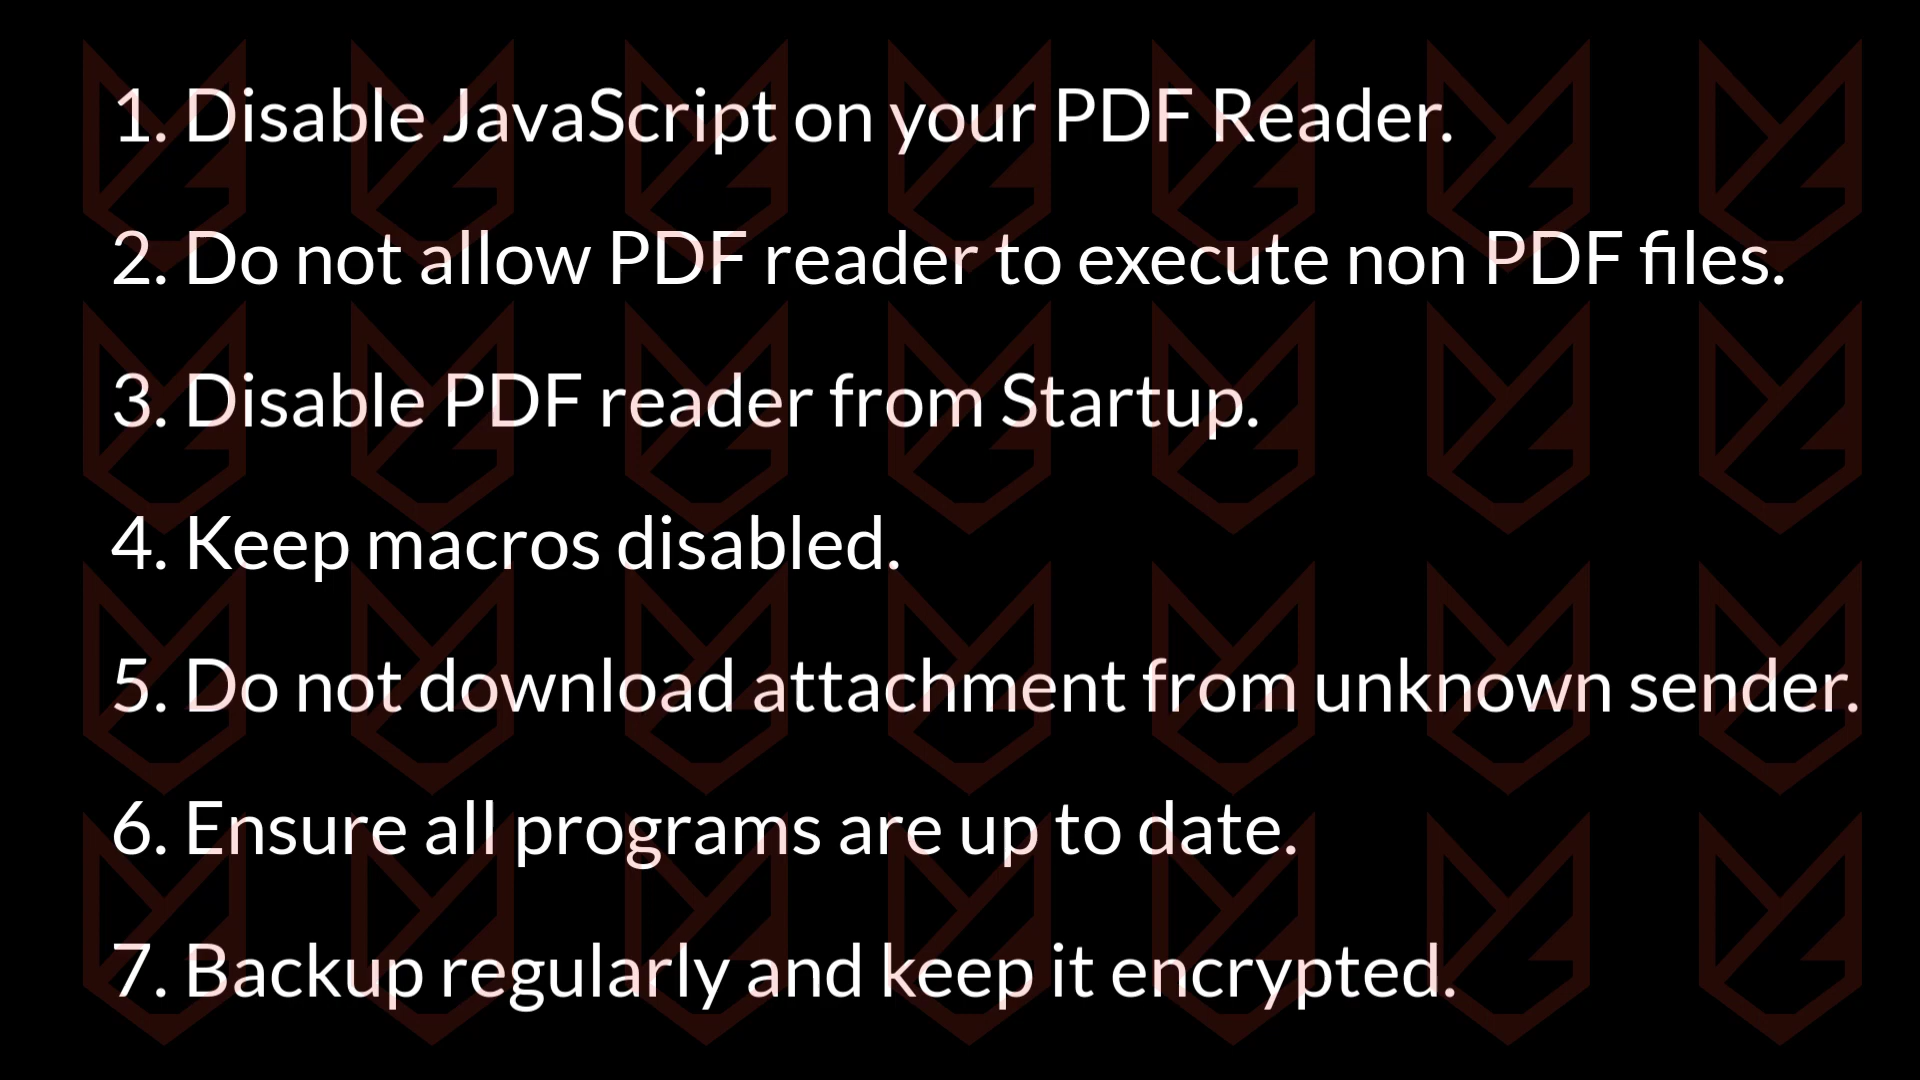 1. Disable JavaScript on your PDF Reader.
2. Do not allow PDF reader to execute non PDF files.
3. Disable PDF reader from Startup.
4. Keep macros disabled.
5. Do not download attachment from unknown sender.
6. Ensure all programs are up to date.
7. Backup regularly and keep it encrypted.